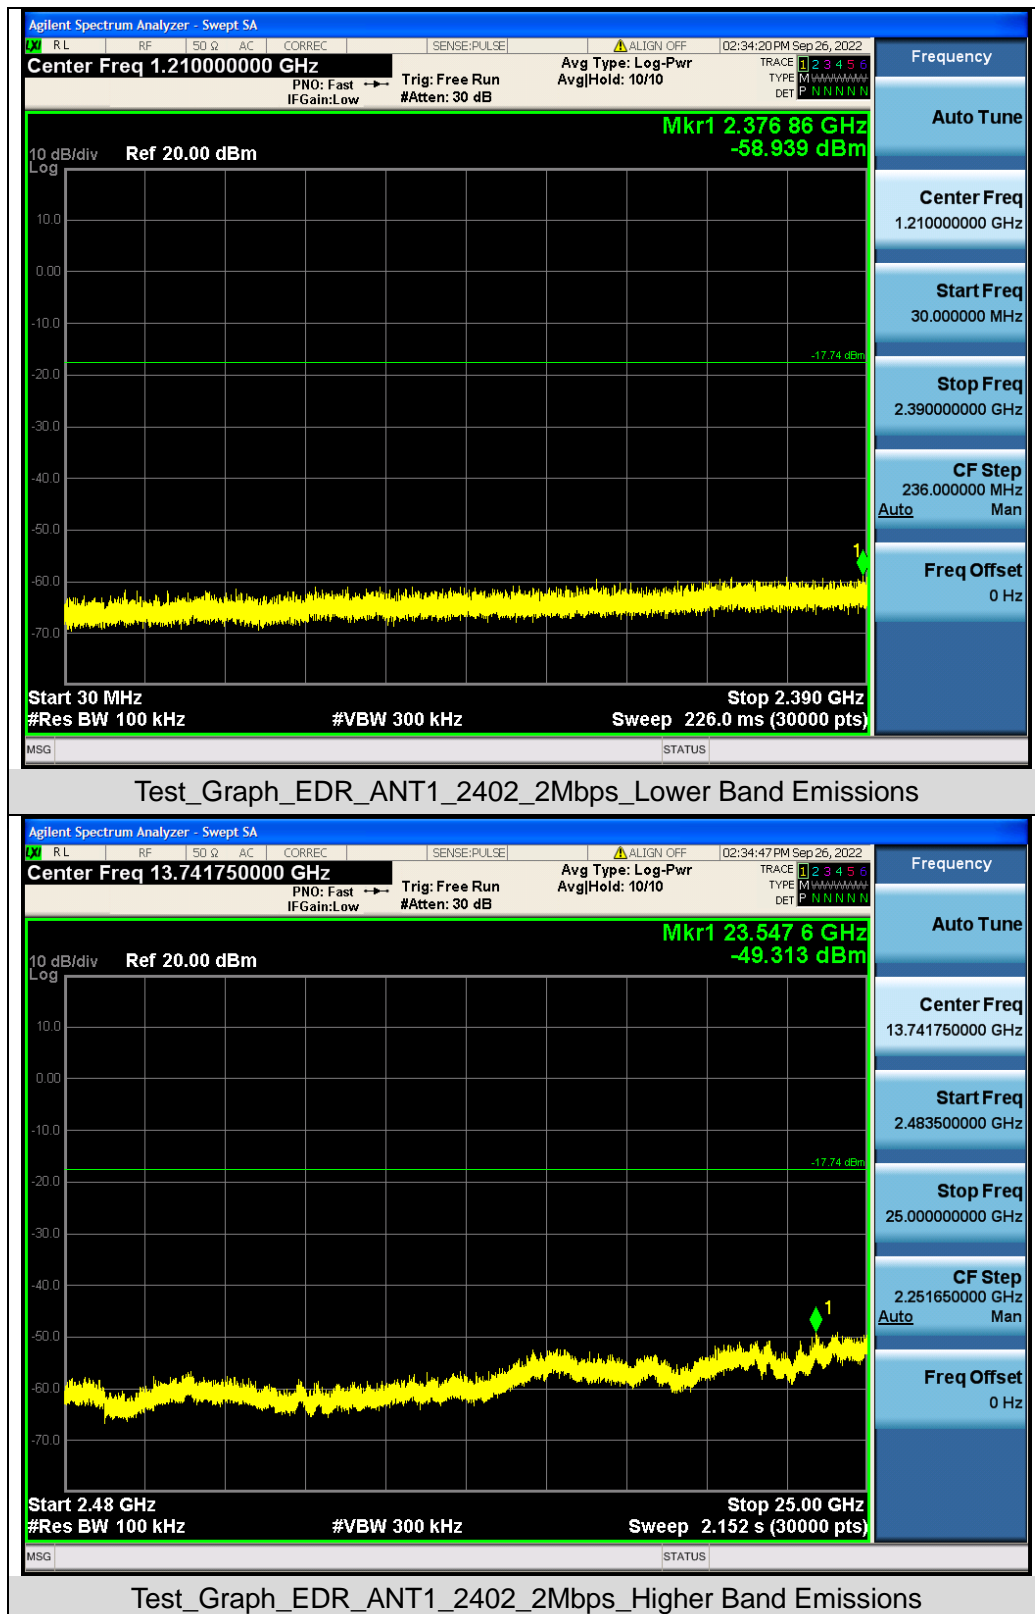 Agilent Spectrum Analyzer - Swept SA
LXI RL RF 50 Ω AC CORREC SENSE:PULSE ALIGN OFF 02:34:20 PM Sep 26, 2022
Center Freq 1.210000000 GHz
PNO: Fast
IFGain:Low
Trig: Free Run
#Atten: 30 dB
Avg Type: Log-Pwr
Avg|Hold: 10/10
TRACE 1 2 3 4 5 6
TYPE M W W W W W
DET P N N N N N
Mkr1 2.376 86 GHz
-58.939 dBm
10 dB/div
Log
Ref 20.00 dBm
10.0
0.00
-10.0
-17.74 dBm
-20.0
-30.0
-40.0
-50.0
1
-60.0
-70.0
Start 30 MHz
Stop 2.390 GHz
#Res BW 100 kHz
#VBW 300 kHz
Sweep 226.0 ms (30000 pts)
MSG
STATUS
Frequency
Auto Tune
Center Freq
1.210000000 GHz
Start Freq
30.000000 MHz
Stop Freq
2.390000000 GHz
CF Step
236.000000 MHz
Auto Man
Freq Offset
0 Hz
Test_Graph_EDR_ANT1_2402_2Mbps_Lower Band Emissions
Agilent Spectrum Analyzer - Swept SA
LXI RL RF 50 Ω AC CORREC SENSE:PULSE ALIGN OFF 02:34:47 PM Sep 26, 2022
Center Freq 13.741750000 GHz
PNO: Fast
IFGain:Low
Trig: Free Run
#Atten: 30 dB
Avg Type: Log-Pwr
Avg|Hold: 10/10
TRACE 1 2 3 4 5 6
TYPE M W W W W W
DET P N N N N N
Mkr1 23.547 6 GHz
-49.313 dBm
10 dB/div
Log
Ref 20.00 dBm
10.0
0.00
-10.0
-17.74 dBm
-20.0
-30.0
-40.0
1
-50.0
-60.0
-70.0
Start 2.48 GHz
Stop 25.00 GHz
#Res BW 100 kHz
#VBW 300 kHz
Sweep 2.152 s (30000 pts)
MSG
STATUS
Frequency
Auto Tune
Center Freq
13.741750000 GHz
Start Freq
2.483500000 GHz
Stop Freq
25.000000000 GHz
CF Step
2.251650000 GHz
Auto Man
Freq Offset
0 Hz
Test_Graph_EDR_ANT1_2402_2Mbps_Higher Band Emissions